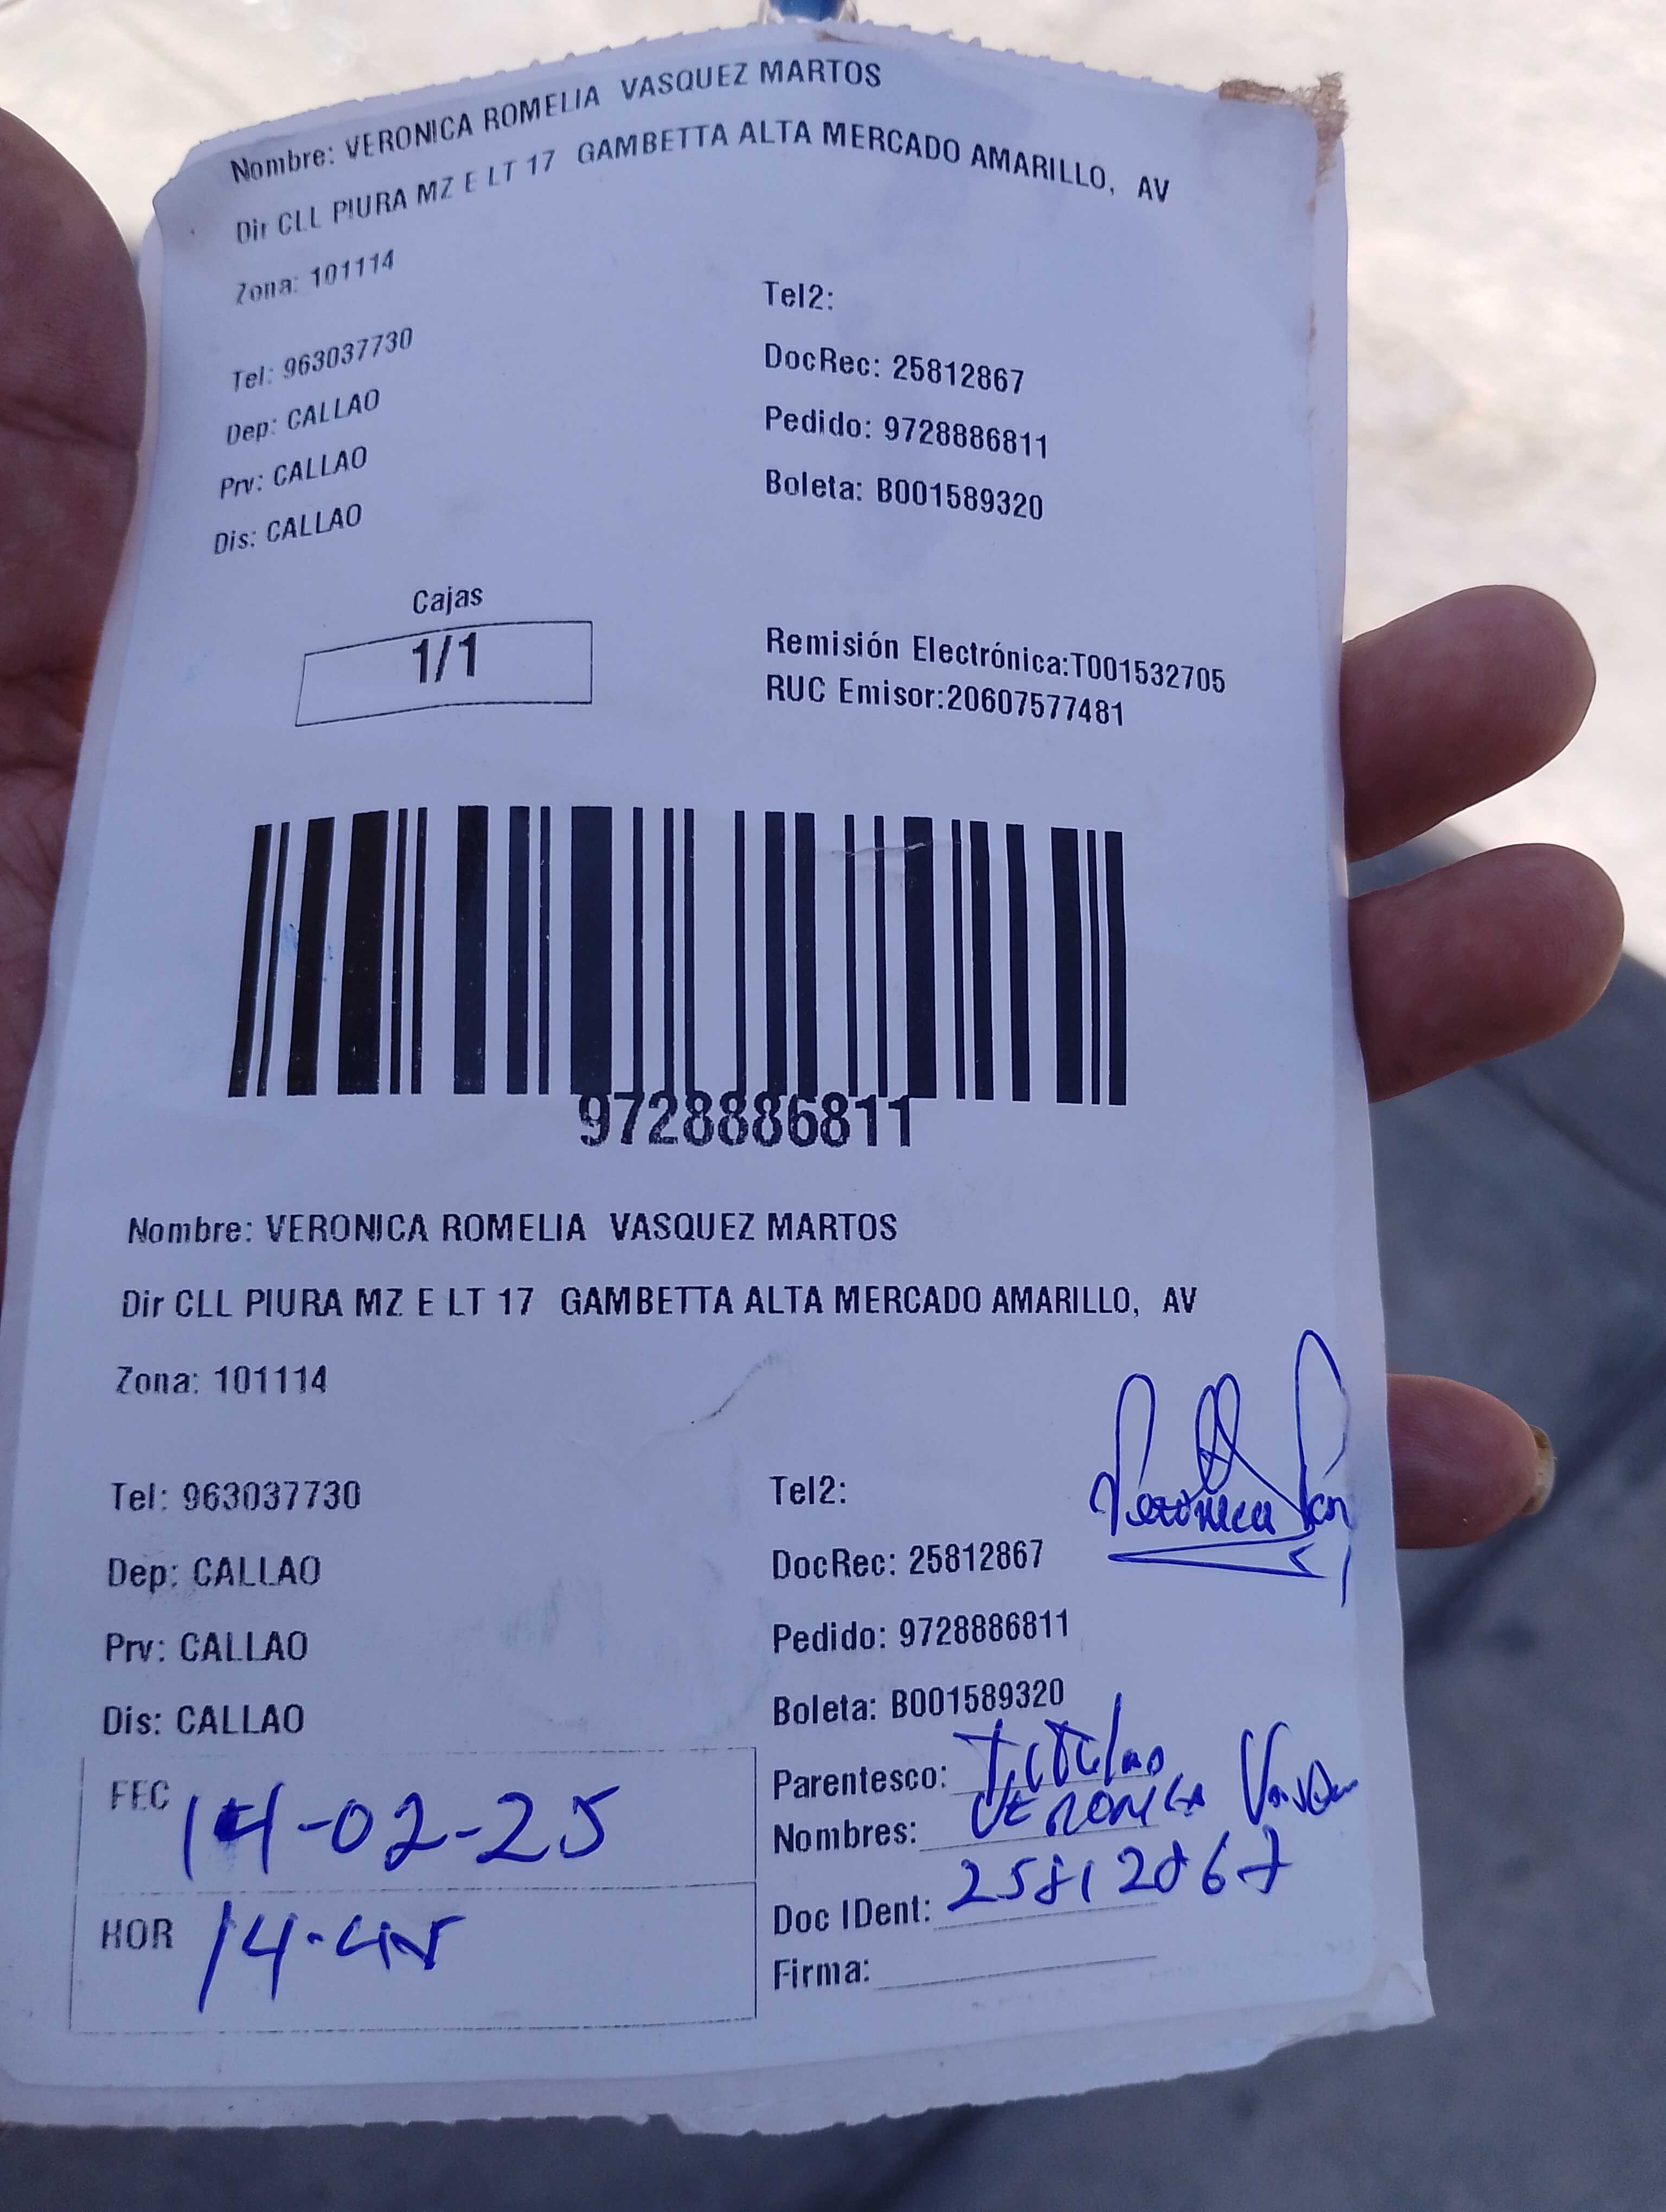 Nombre: VERONICA ROMELIA VASQUEZ MARTOS
Dir CLL PIURA MZ E LT 17 GAMBETTA ALTA MERCADO AMARILLO, AV
Zona: 101114
Tel: 963037730
Tel2:
Dep: CALLAO
DocRec: 25812867
Prv: CALLAO
Pedido: 9728886811
Dis: CALLAO
Boleta: B001589320
Cajas
1/1
Remisión Electrónica:T001532705
RUC Emisor:20607577481
9728886811
Nombre: VERONICA ROMELIA VASQUEZ MARTOS
Dir CLL PIURA MZ E LT 17 GAMBETTA ALTA MERCADO AMARILLO, AV
Zona: 101114
Tel: 963037730
Tel2:
Dep: CALLAO
DocRec: 25812867
Prv: CALLAO
Pedido: 9728886811
Dis: CALLAO
Boleta: B001589320
Veronica
FEC 14-02-25
HOR 14.45
Parentesco:
Nombres: VERONICA
Doc IDent: 25812867
Firma: